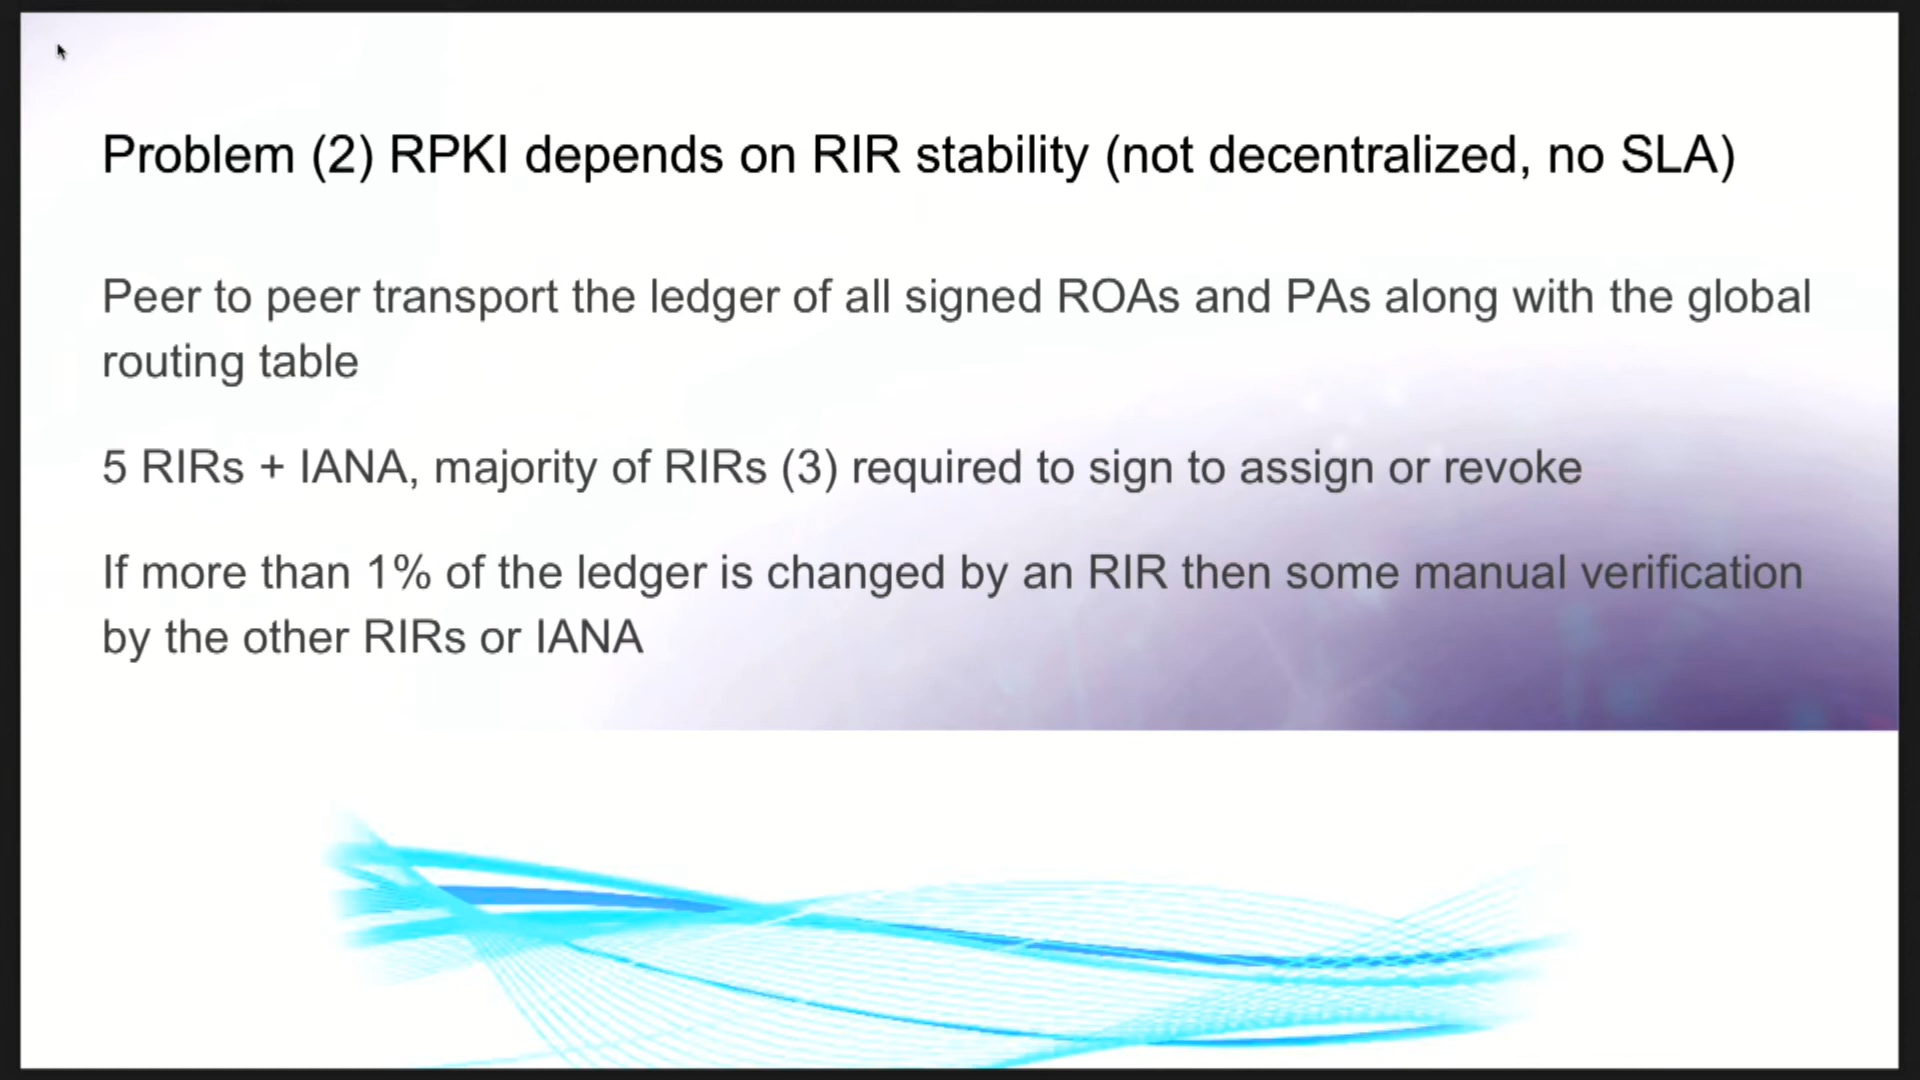 Problem (2) RPKI depends on RIR stability (not decentralized, no SLA)
Peer to peer transport the ledger of all signed ROAs and PAs along with the global
routing table
5 RIRs + IANA, majority of RIRs (3) required to sign to assign or revoke
If more than 1% of the ledger is changed by an RIR then some manual verification
by the other RIRs or IANA